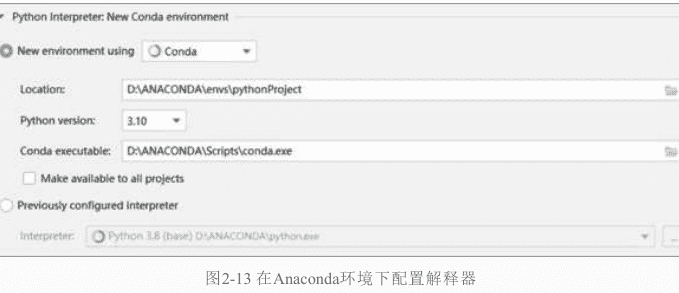 Python Interpreter: New Conda environment
New environment using Conda
Location: D:\ANACONDA\envs\pythonProject
Python version: 3.10
Conda executable: D:\ANACONDA\Scripts\conda.exe
Make available to all projects
Previously configured interpreter
Interpreter: Python 3.8 (base) D:\ANACONDA\python.exe ...
图2-13 在Anaconda环境下配置解释器